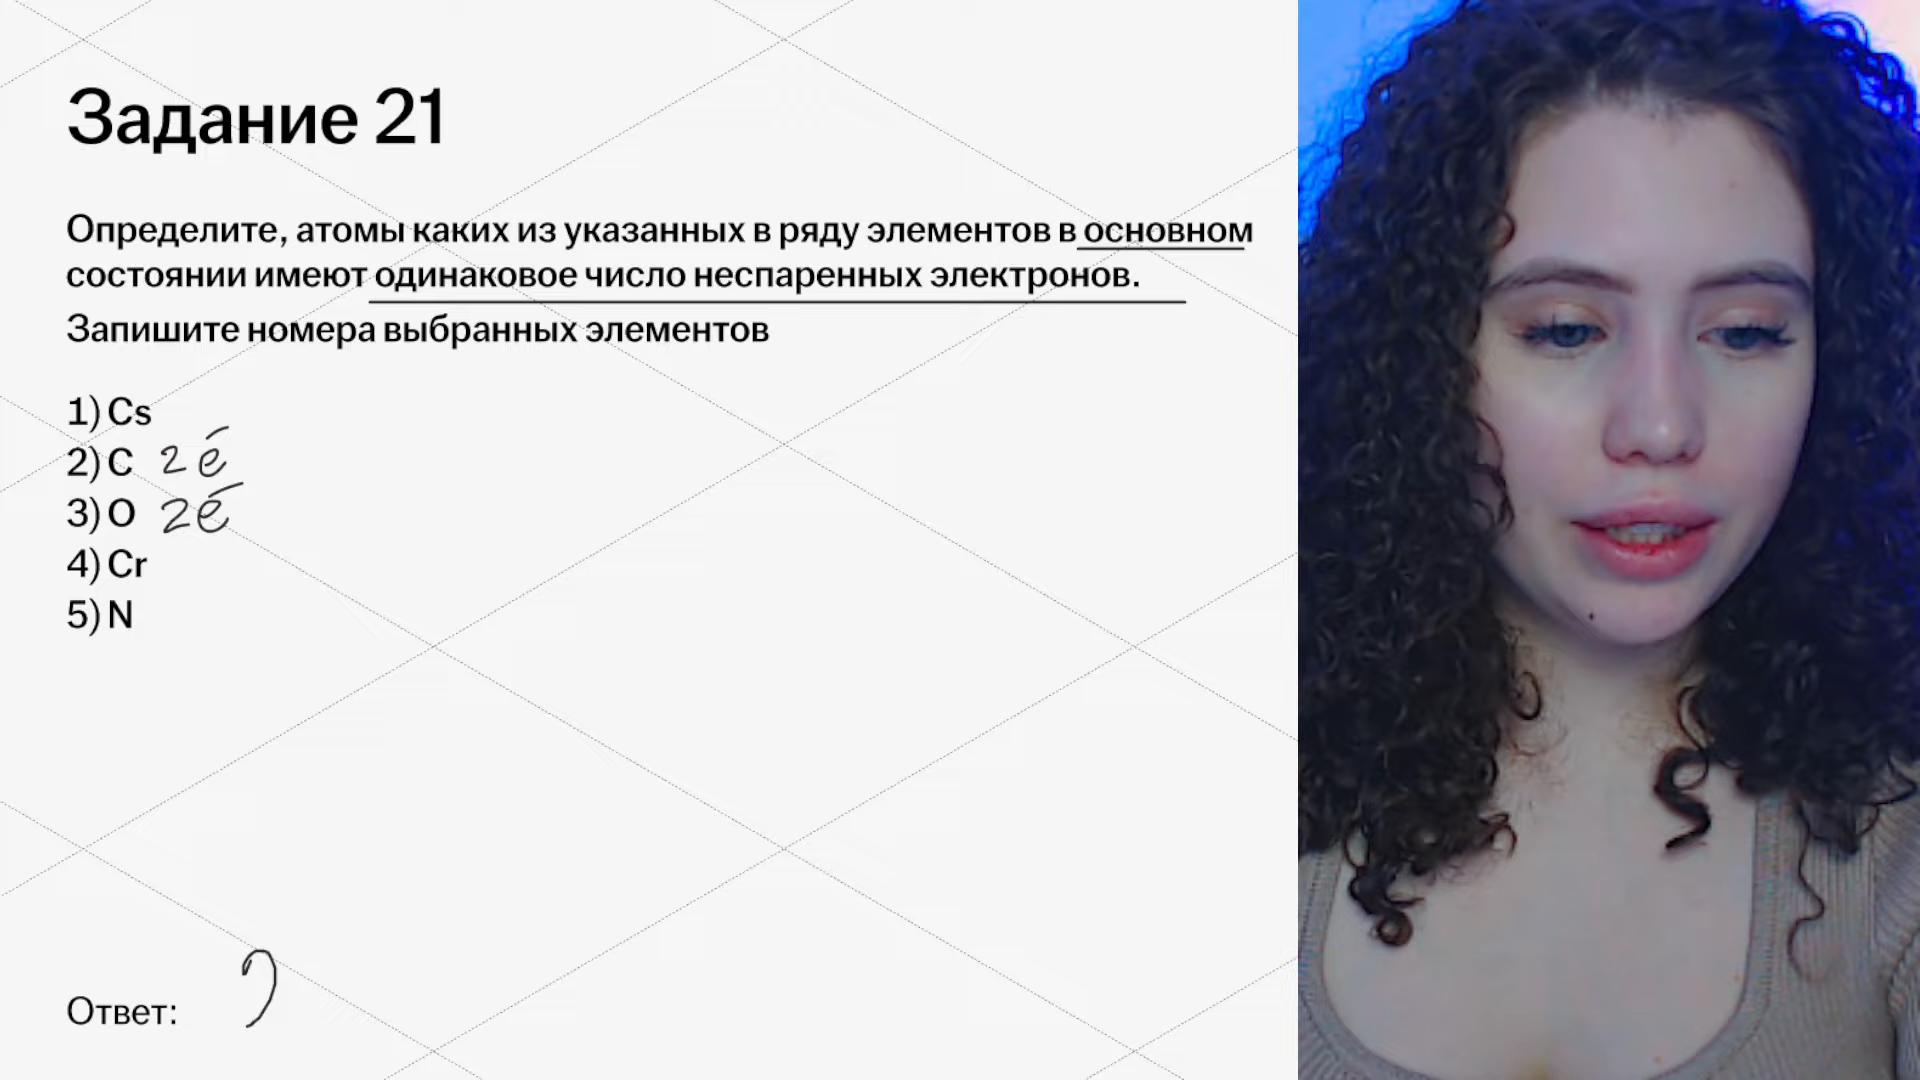 Задание 21
Определите, атомы каких из указанных в ряду элементов в основном
состоянии имеют одинаковое число неспаренных электронов.
Запишите номера выбранных элементов
1) Cs
2) C 2 ē
3) O 2ē
4) Cr
5) N
Ответ: